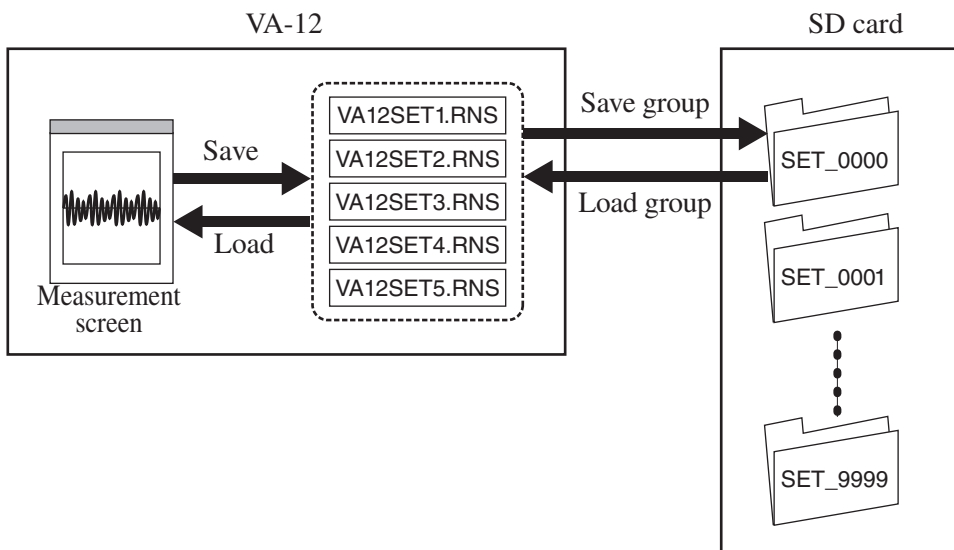 VA-12
SD card
VA12SET1.RNS
VA12SET2.RNS
VA12SET3.RNS
VA12SET4.RNS
VA12SET5.RNS
Save
Load
Measurement
screen
Save group
Load group
SET_0000
SET_0001
SET_9999